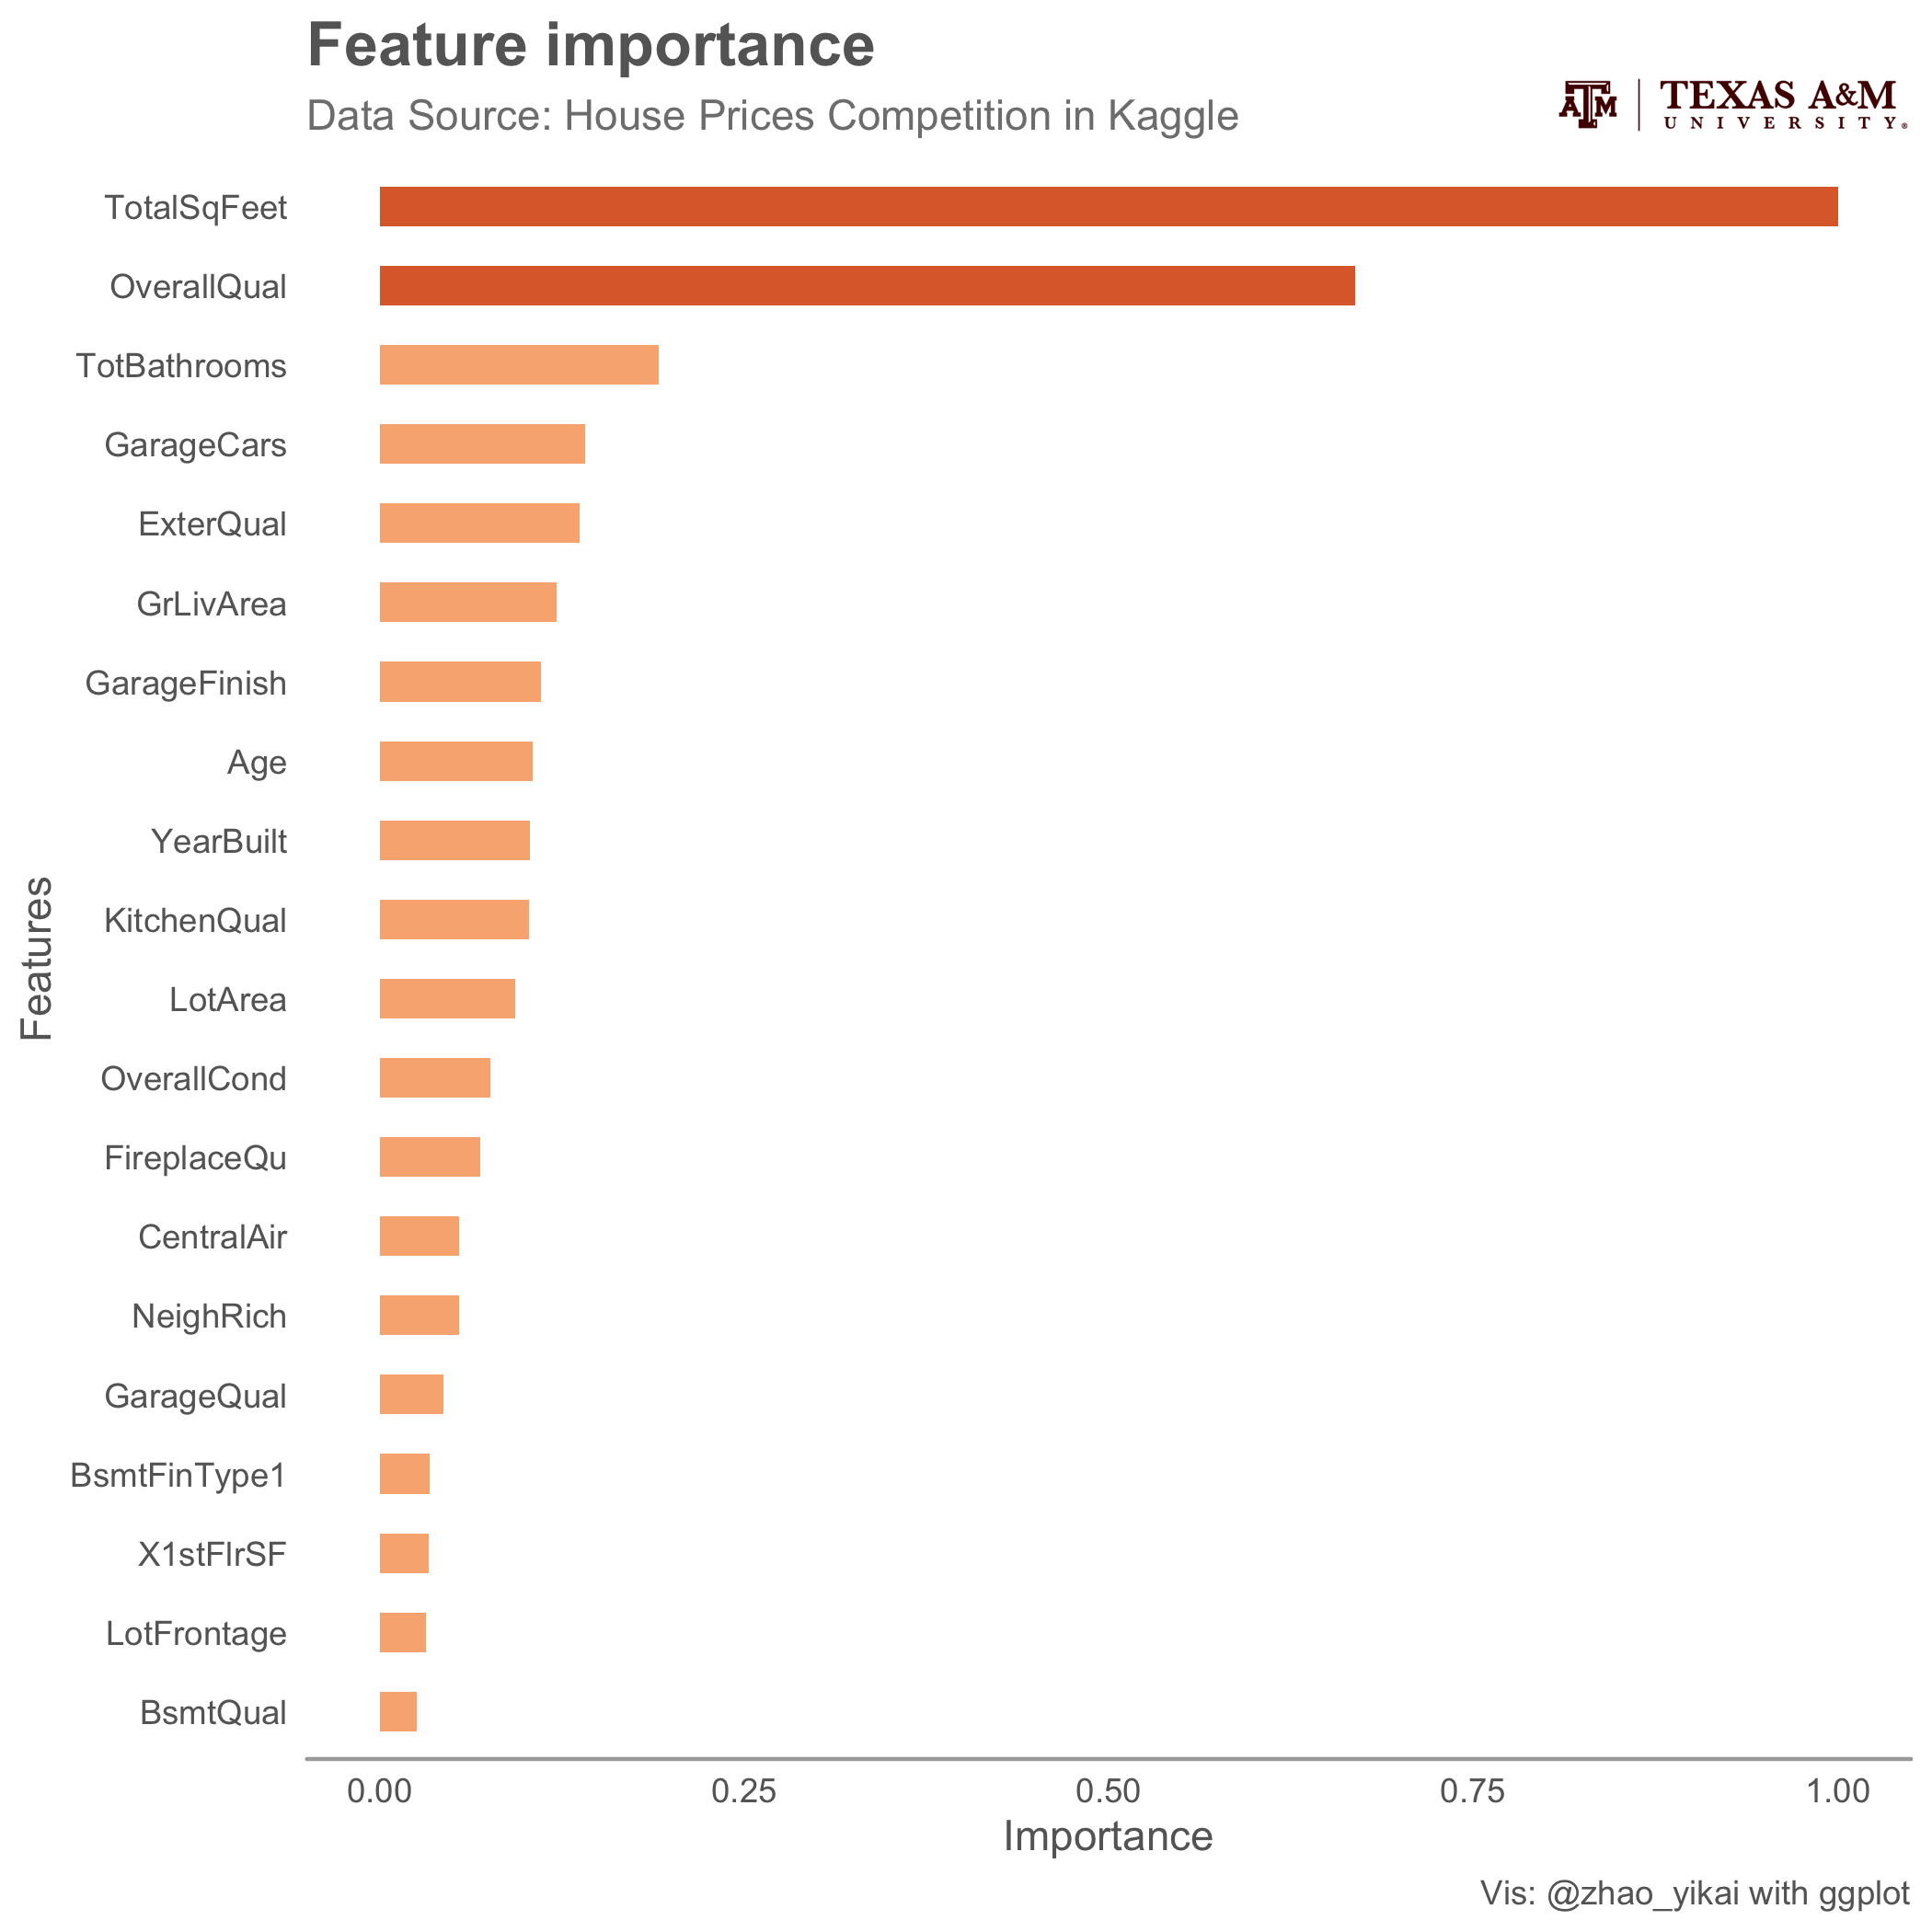 Feature importance
Data Source: House Prices Competition in Kaggle
ATM
TEXAS A&M
UNIVERSITY®
TotalSqFeet
OverallQual
TotBathrooms
GarageCars
ExterQual
GrLivArea
GarageFinish
Age
YearBuilt
KitchenQual
LotArea
OverallCond
FireplaceQu
CentralAir
NeighRich
GarageQual
BsmtFinType1
X1stFlrSF
LotFrontage
BsmtQual
Features
0.00 0.25 0.50 0.75 1.00
Importance
Vis: @zhao_yikai with ggplot